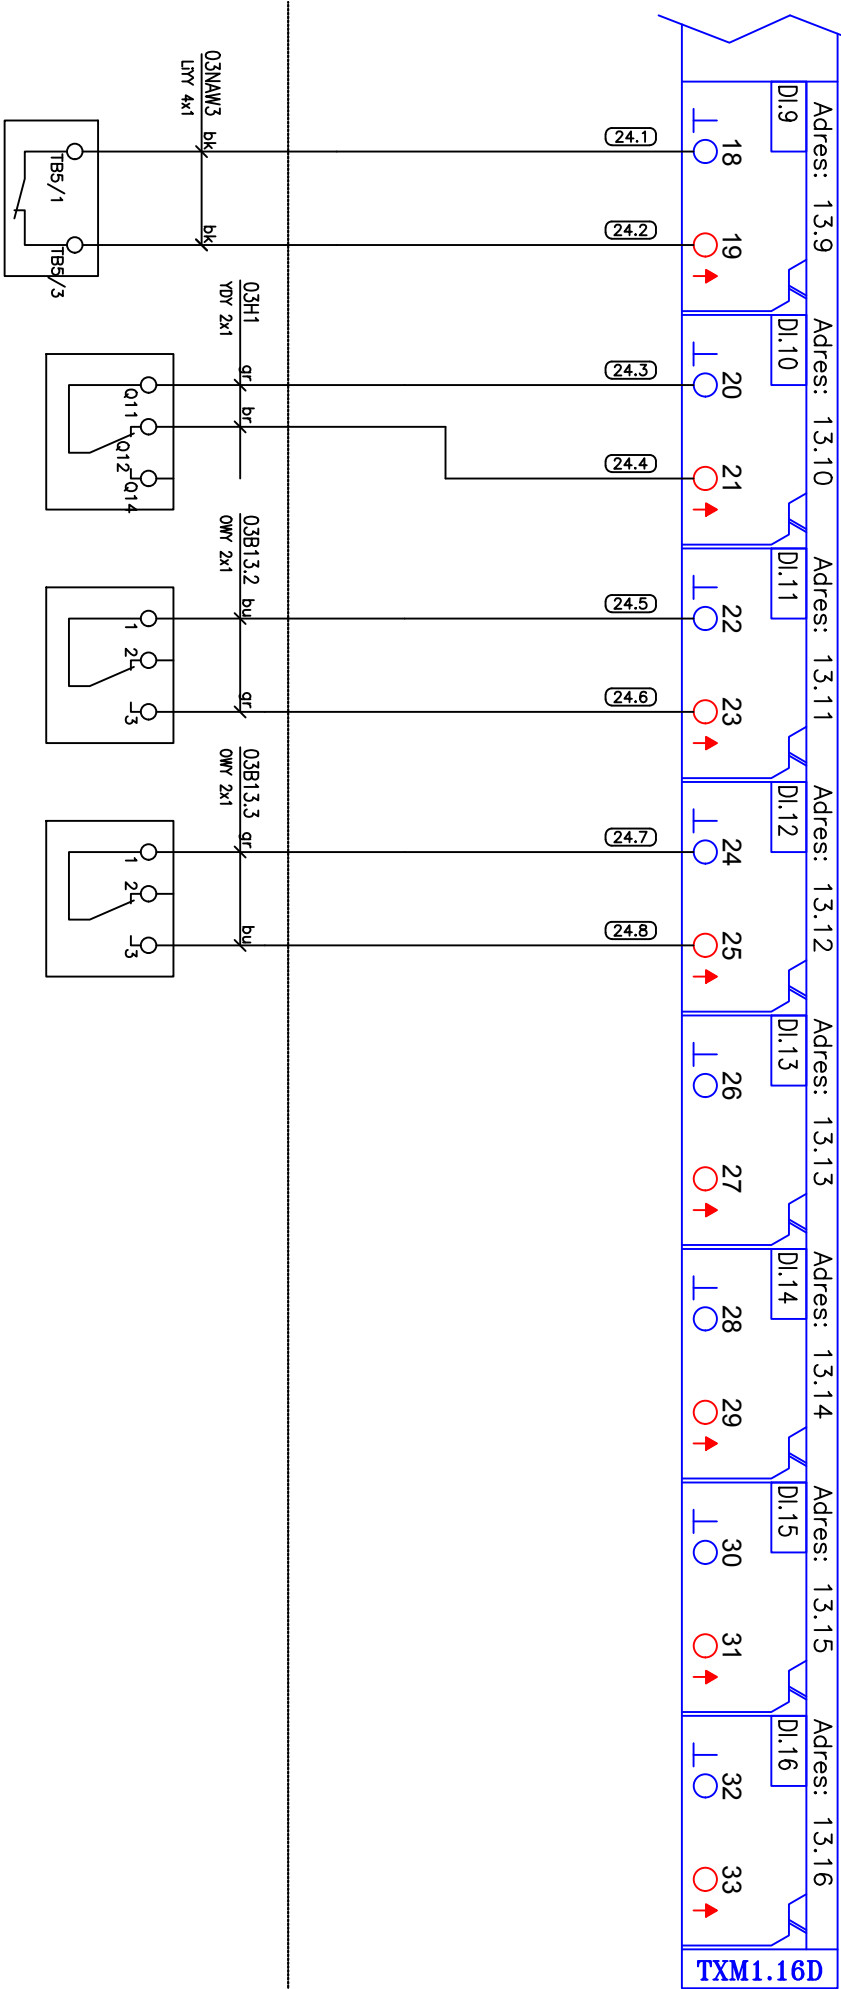 Adres: 13.9
Adres: 13.10
Adres: 13.11
Adres: 13.12
Adres: 13.13
Adres: 13.14
Adres: 13.15
Adres: 13.16
DI.9
DI.10
DI.11
DI.12
DI.13
DI.14
DI.15
DI.16
18 19 20 21 22 23 24 25 26 27 28 29 30 31 32 33
TXM1.16D
24.1
24.2
24.3
24.4
24.5
24.6
24.7
24.8
03NAW3
LiYY 4x1
bk
bk
TB5/1
TB5/3
03H1
YDY 2x1
gr
br
Q11
Q12
Q14
03B13.2
OWY 2x1
bu
gr
1
2
3
03B13.3
OWY 2x1
gr
bu
1
2
3